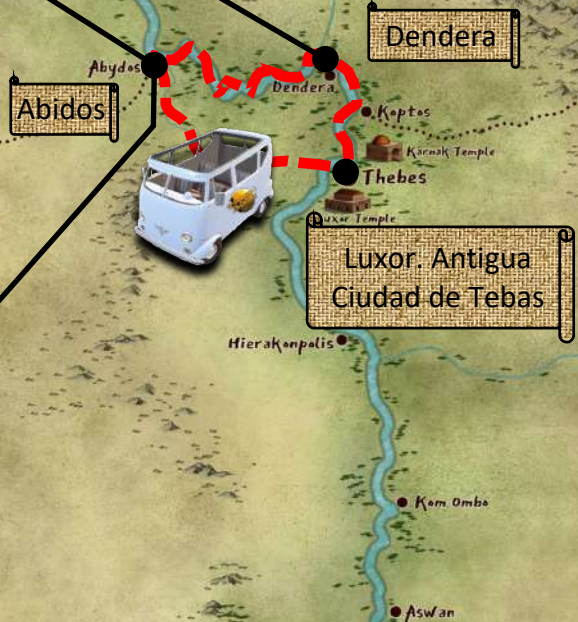 Dendera
Abydos
Dendera
Abidos
Koptos
Karnak Temple
Thebes
Luxor Temple
Luxor. Antigua
Ciudad de Tebas
Hierakonpolis
Kom Ombo
Aswan